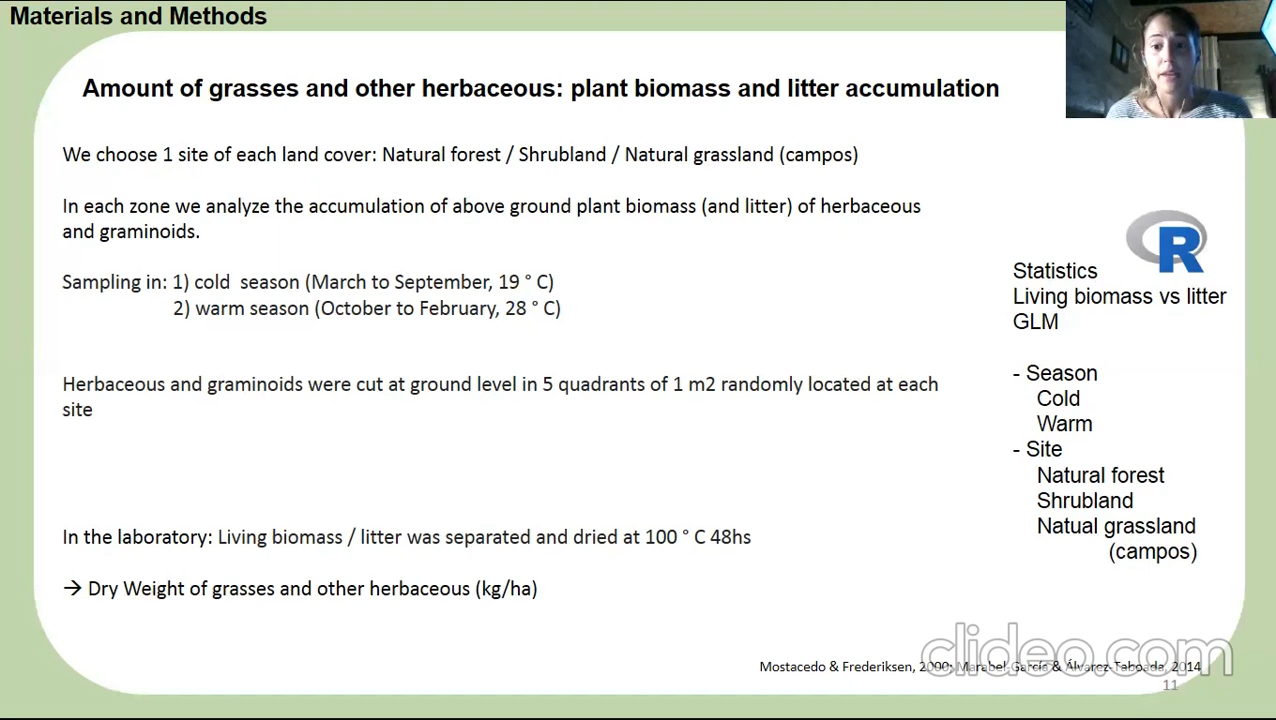 Materials and Methods
Amount of grasses and other herbaceous: plant biomass and litter accumulation
We choose 1 site of each land cover: Natural forest / Shrubland / Natural grassland (campos)
In each zone we analyze the accumulation of above ground plant biomass (and litter) of herbaceous
and graminoids.
Sampling in: 1) cold season (March to September, 19 ° C)
2) warm season (October to February, 28 ° C)
Herbaceous and graminoids were cut at ground level in 5 quadrants of 1 m2 randomly located at each
site
In the laboratory: Living biomass / litter was separated and dried at 100 ° C 48hs
→ Dry Weight of grasses and other herbaceous (kg/ha)
R
Statistics
Living biomass vs litter
GLM
- Season
Cold
Warm
- Site
Natural forest
Shrubland
Natual grassland
(campos)
clideo.com
Mostacedo & Frederiksen, 2000; Marabel-García & Álvarez-Taboada, 2014
11